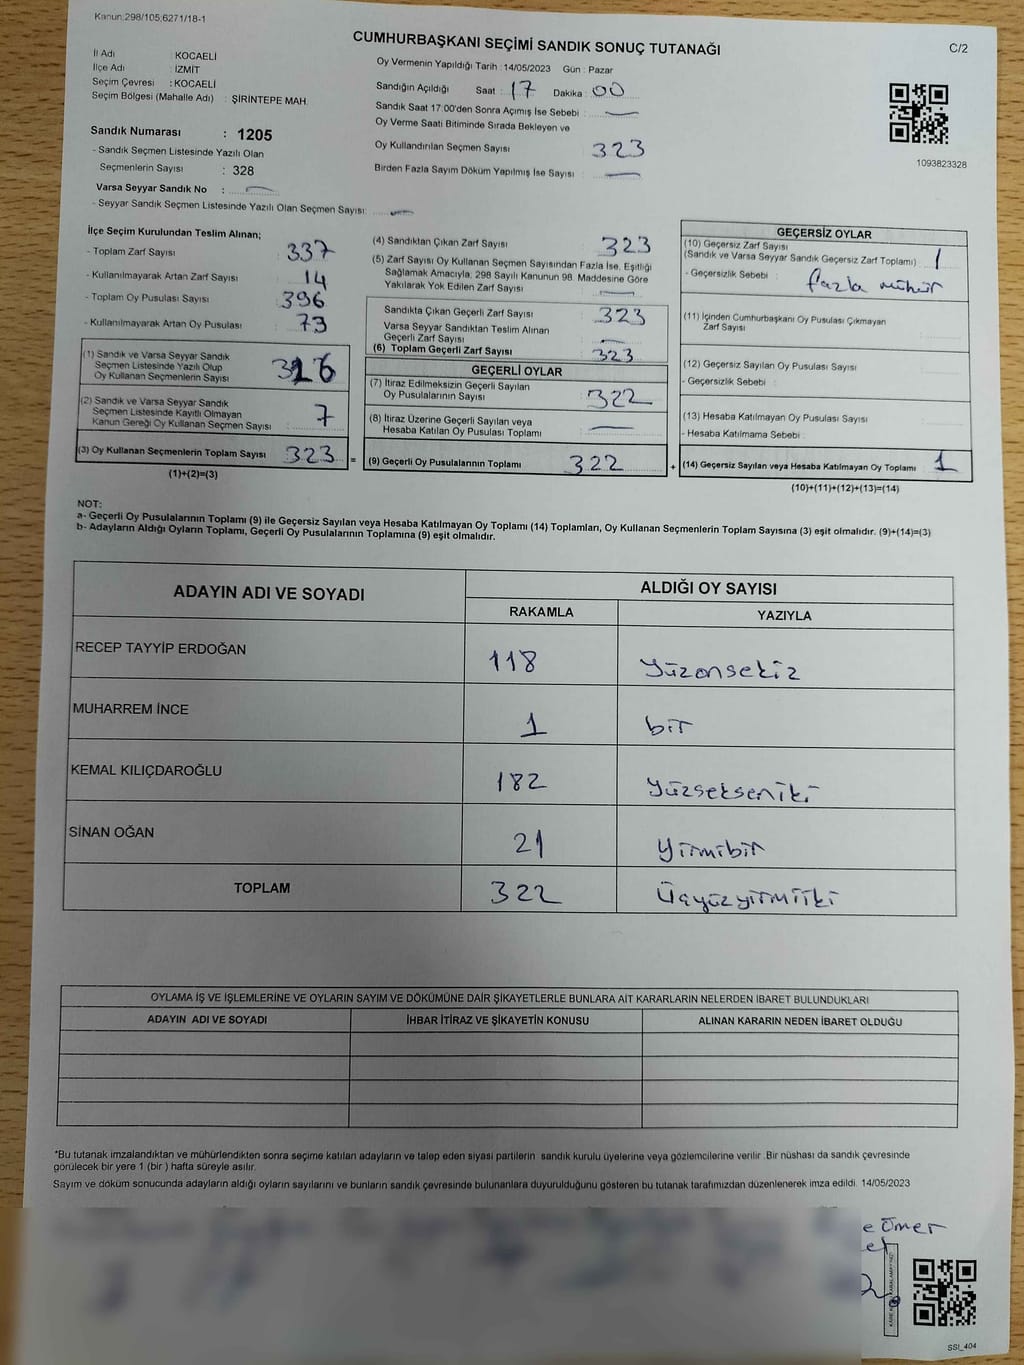 Kanun:298/105,6271/18-1
CUMHURBAŞKANI SEÇİMİ SANDIK SONUÇ TUTANAĞI
C/2
İl Adı : KOCAELİ
İlçe Adı : İZMİT
Seçim Çevresi : KOCAELİ
Seçim Bölgesi (Mahalle Adı) : ŞİRİNTEPE MAH.
Sandık Numarası : 1205
- Sandık Seçmen Listesinde Yazılı Olan
Seçmenlerin Sayısı : 328
Varsa Seyyar Sandık No :
- Seyyar Sandık Seçmen Listesinde Yazılı Olan Seçmen Sayısı:
Oy Vermenin Yapıldığı Tarih : 14/05/2023 Gün : Pazar
Sandığın Açıldığı Saat : 17 Dakika : 00
Sandık Saat 17:00'den Sonra Açımış İse Sebebi :
Oy Verme Saati Bitiminde Sırada Bekleyen ve
Oy Kullandırılan Seçmen Sayısı : 323
Birden Fazla Sayım Döküm Yapılmış İse Sayısı :
1093823328
İlçe Seçim Kurulundan Teslim Alınan;
- Toplam Zarf Sayısı : 337
- Kullanılmayarak Artan Zarf Sayısı : 14
- Toplam Oy Pusulası Sayısı : 396
- Kullanılmayarak Artan Oy Pusulası : 73
(1) Sandık ve Varsa Seyyar Sandık
Seçmen Listesinde Yazılı Olup
Oy Kullanan Seçmenlerin Sayısı : 316
(2) Sandık ve Varsa Seyyar Sandık
Seçmen Listesinde Kayıtlı Olmayan
Kanun Gereği Oy Kullanan Seçmen Sayısı : 7
(3) Oy Kullanan Seçmenlerin Toplam Sayısı : 323 =
(1)+(2)=(3)
(4) Sandıktan Çıkan Zarf Sayısı : 323
(5) Zarf Sayısı Oy Kullanan Seçmen Sayısından Fazla İse, Eşitliği
Sağlamak Amacıyla; 298 Sayılı Kanunun 98. Maddesine Göre
Yakılarak Yok Edilen Zarf Sayısı :
Sandıkta Çıkan Geçerli Zarf Sayısı : 323
Varsa Seyyar Sandıktan Teslim Alınan
Geçerli Zarf Sayısı :
(6) Toplam Geçerli Zarf Sayısı : 323
GEÇERLİ OYLAR
(7) İtiraz Edilmeksizin Geçerli Sayılan
Oy Pusulalarının Sayısı : 322
(8) İtiraz Üzerine Geçerli Sayılan veya
Hesaba Katılan Oy Pusulası Toplamı :
(9) Geçerli Oy Pusulalarının Toplamı : 322 +
GEÇERSİZ OYLAR
(10) Geçersiz Zarf Sayısı
(Sandık ve Varsa Seyyar Sandık Geçersiz Zarf Toplamı) : 1
- Geçersizlik Sebebi : fazla mühür
(11) İçinden Cumhurbaşkanı Oy Pusulası Çıkmayan
Zarf Sayısı :
(12) Geçersiz Sayılan Oy Pusulası Sayısı :
- Geçersizlik Sebebi :
(13) Hesaba Katılmayan Oy Pusulası Sayısı :
- Hesaba Katılmama Sebebi :
(14) Geçersiz Sayılan veya Hesaba Katılmayan Oy Toplamı : 1
(10)+(11)+(12)+(13)=(14)
NOT:
a- Geçerli Oy Pusulalarının Toplamı (9) ile Geçersiz Sayılan veya Hesaba Katılmayan Oy Toplamı (14) Toplamları, Oy Kullanan Seçmenlerin Toplam Sayısına (3) eşit olmalıdır. (9)+(14)=(3)
b- Adayların Aldığı Oyların Toplamı, Geçerli Oy Pusulalarının Toplamına (9) eşit olmalıdır.
ADAYIN ADI VE SOYADI
ALDIĞI OY SAYISI
RAKAMLA YAZIYLA
RECEP TAYYİP ERDOĞAN 118 Yüzonsekiz
MUHARREM İNCE 1 bir
KEMAL KILIÇDAROĞLU 182 Yüzsekseniki
SİNAN OĞAN 21 Yirmibir
TOPLAM 322 Üçyüzyirmiiki
OYLAMA İŞ VE İŞLEMLERİNE VE OYLARIN SAYIM VE DÖKÜMÜNE DAİR ŞİKAYETLERLE BUNLARA AİT KARARLARIN NELERDEN İBARET BULUNDUKLARI
ADAYIN ADI VE SOYADI İHBAR İTİRAZ VE ŞİKAYETİN KONUSU ALINAN KARARIN NEDEN İBARET OLDUĞU
*Bu tutanak imzalandıktan ve mühürlendikten sonra seçime katılan adayların ve talep eden siyasi partilerin sandık kurulu üyelerine veya gözlemcilerine verilir. Bir nüshası da sandık çevresinde
görülecek bir yere 1 (bir ) hafta süreyle asılır.
Sayım ve döküm sonucunda adayların aldığı oyların sayılarını ve bunların sandık çevresinde bulunanlara duyurulduğunu gösteren bu tutanak tarafımızdan düzenlenerek imza edildi. 14/05/2023
e Ömer
et
SSI_404